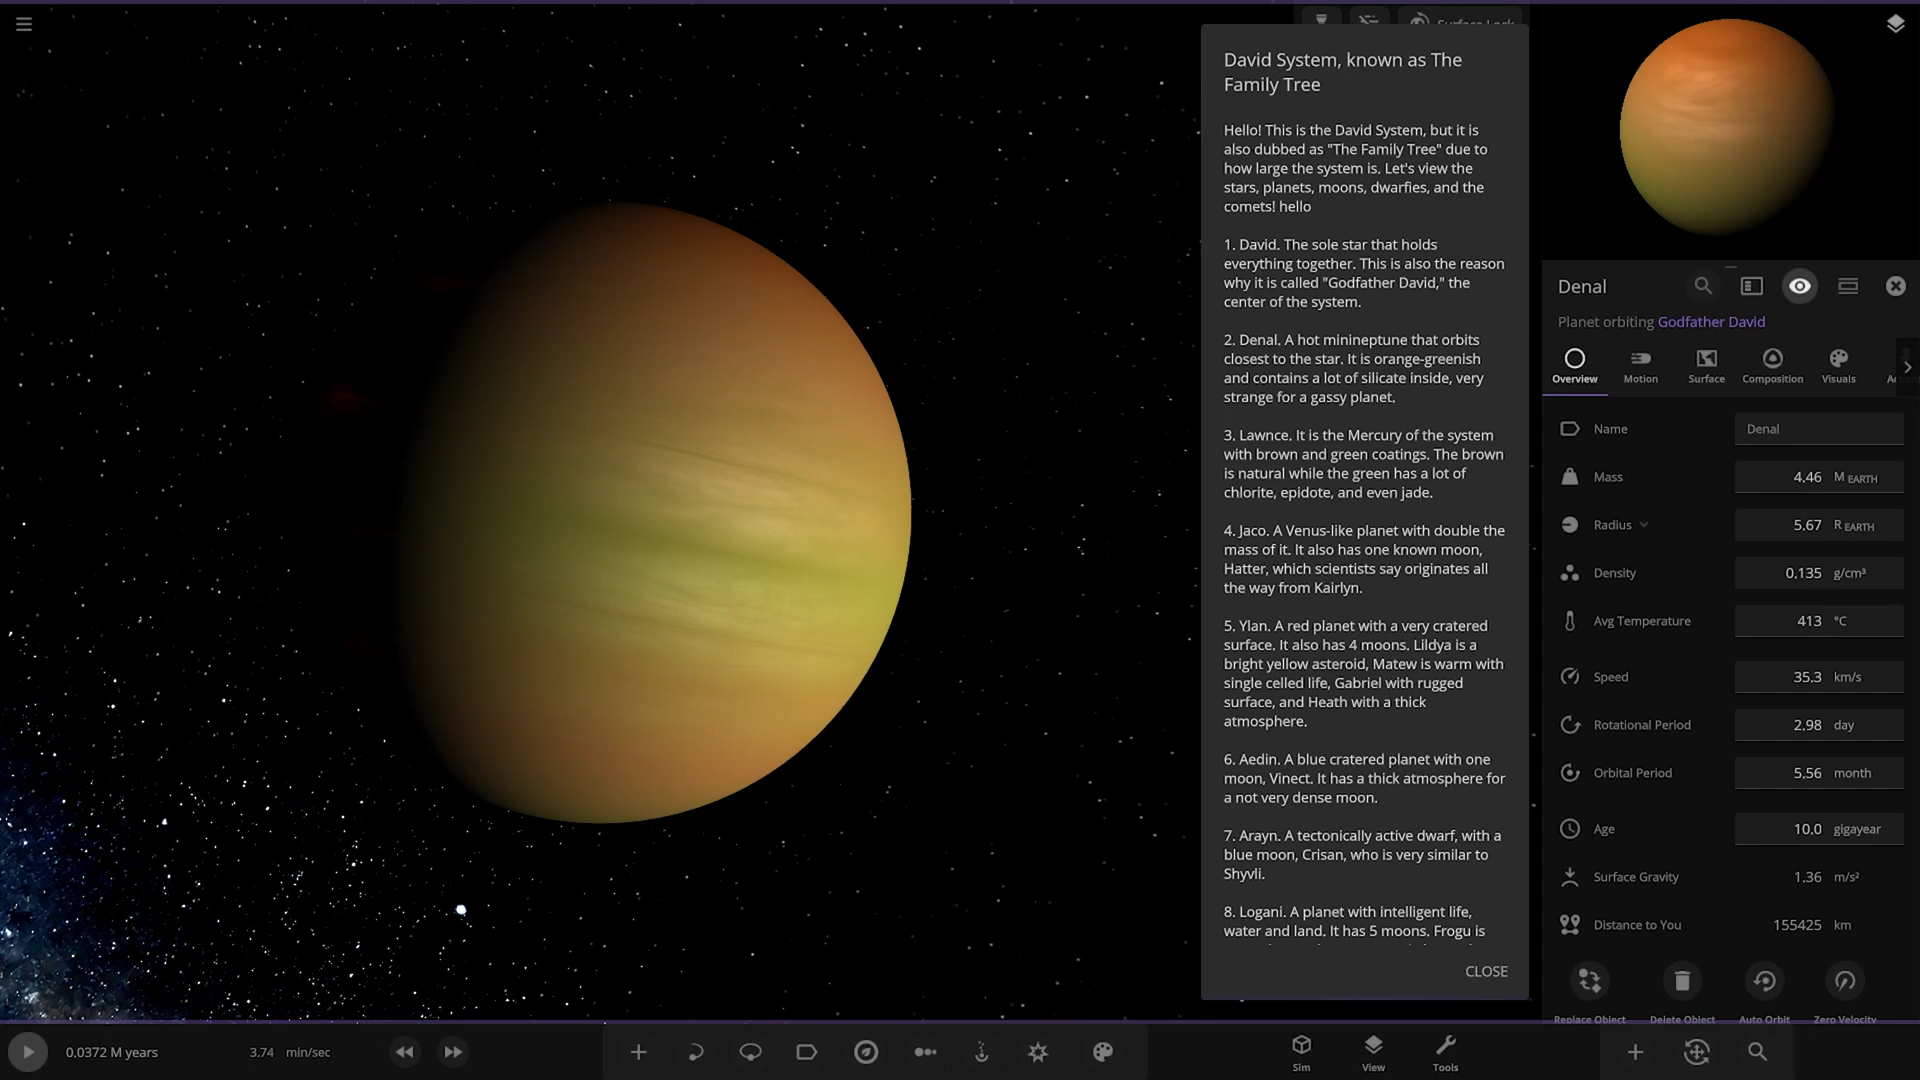 Surface Lock
David System, known as The
Family Tree
Hello! This is the David System, but it is
also dubbed as "The Family Tree" due to
how large the system is. Let's view the
stars, planets, moons, dwarfies, and the
comets! hello
1. David. The sole star that holds
everything together. This is also the reason
why it is called "Godfather David," the
center of the system.
2. Denal. A hot minineptune that orbits
closest to the star. It is orange-greenish
and contains a lot of silicate inside, very
strange for a gassy planet.
3. Lawnce. It is the Mercury of the system
with brown and green coatings. The brown
is natural while the green has a lot of
chlorite, epidote, and even jade.
4. Jaco. A Venus-like planet with double the
mass of it. It also has one known moon,
Hatter, which scientists say originates all
the way from Kairlyn.
5. Ylan. A red planet with a very cratered
surface. It also has 4 moons. Lildya is a
bright yellow asteroid, Matew is warm with
single celled life, Gabriel with rugged
surface, and Heath with a thick
atmosphere.
6. Aedin. A blue cratered planet with one
moon, Vinect. It has a thick atmosphere for
a not very dense moon.
7. Arayn. A tectonically active dwarf, with a
blue moon, Crisan, who is very similar to
Shyvli.
8. Logani. A planet with intelligent life,
water and land. It has 5 moons. Frogu is
CLOSE
Denal
Planet orbiting Godfather David
Overview Motion Surface Composition Visuals
Name Denal
Mass 4.46 M EARTH
Radius 5.67 R EARTH
Density 0.135 g/cm³
Avg Temperature 413 °C
Speed 35.3 km/s
Rotational Period 2.98 day
Orbital Period 5.56 month
Age 10.0 gigayear
Surface Gravity 1.36 m/s²
Distance to You 155425 km
Replace Object Delete Object Auto Orbit Zero Velocity
0.0372 M years 3.74 min/sec
Sim View Tools